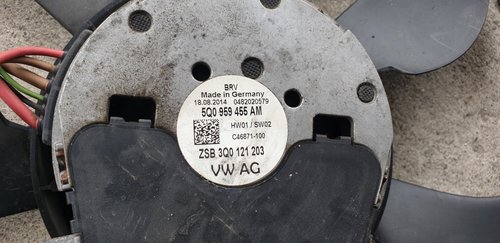 BRV
Made in Germany
18.08.2014 0482020579
5Q0 959 455 AM
HW01 / SW02
C46871-100
ZSB 3Q0 121 203
VW AG